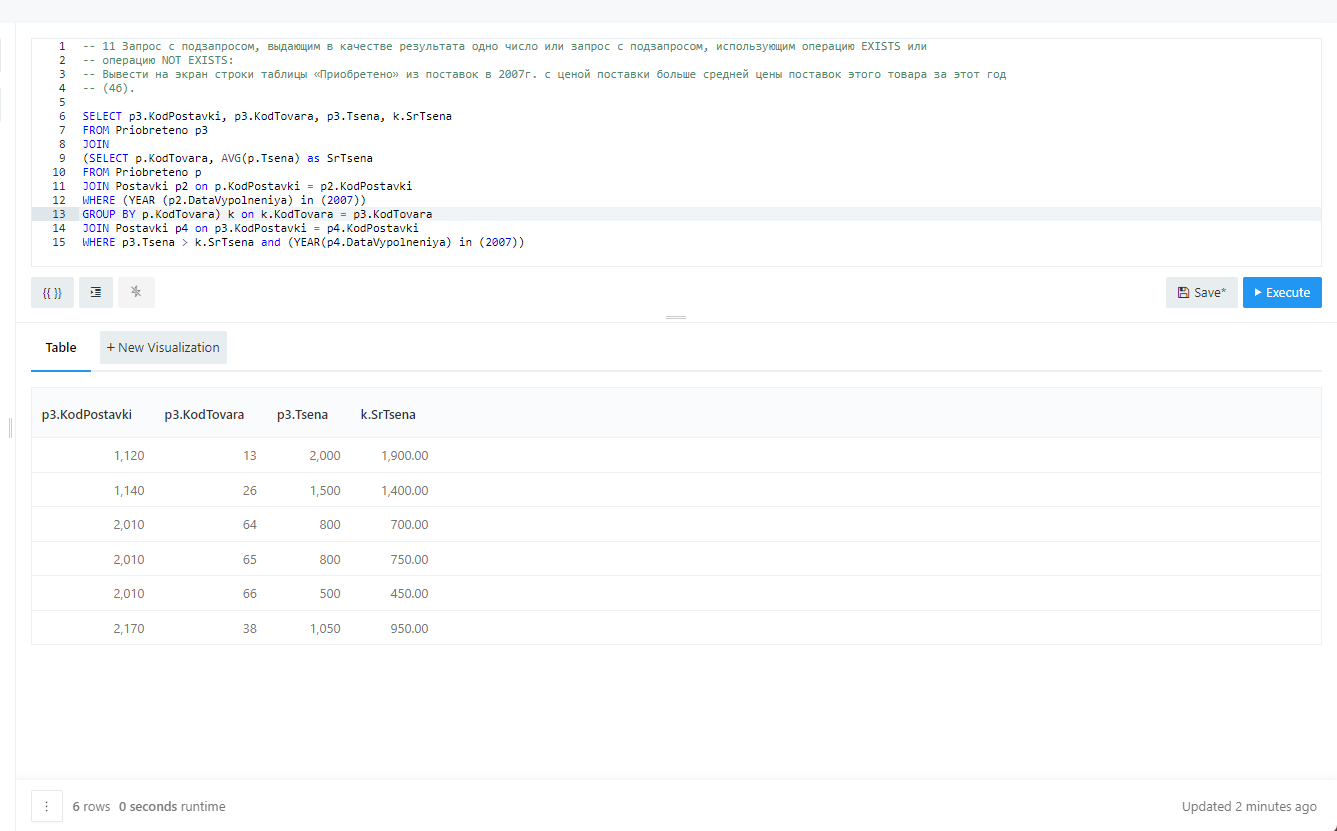 1 -- 11 Запрос с подзапросом, выдающим в качестве результата одно число или запрос с подзапросом, использующим операцию EXISTS или
2 -- операцию NOT EXISTS:
3 -- Вывести на экран строки таблицы «Приобретено» из поставок в 2007г. с ценой поставки больше средней цены поставок этого товара за этот год
4 -- (4б).
5
6 SELECT p3.KodPostavki, p3.KodTovara, p3.Tsena, k.SrTsena
7 FROM Priobreteno p3
8 JOIN
9 (SELECT p.KodTovara, AVG(p.Tsena) as SrTsena
10 FROM Priobreteno p
11 JOIN Postavki p2 on p.KodPostavki = p2.KodPostavki
12 WHERE (YEAR (p2.DataVypolneniya) in (2007))
13 GROUP BY p.KodTovara) k on k.KodTovara = p3.KodTovara
14 JOIN Postavki p4 on p3.KodPostavki = p4.KodPostavki
15 WHERE p3.Tsena > k.SrTsena and (YEAR(p4.DataVypolneniya) in (2007))
{{ }} Save* Execute
Table + New Visualization
p3.KodPostavki p3.KodTovara p3.Tsena k.SrTsena
1,120 13 2,000 1,900.00
1,140 26 1,500 1,400.00
2,010 64 800 700.00
2,010 65 800 750.00
2,010 66 500 450.00
2,170 38 1,050 950.00
6 rows 0 seconds runtime Updated 2 minutes ago